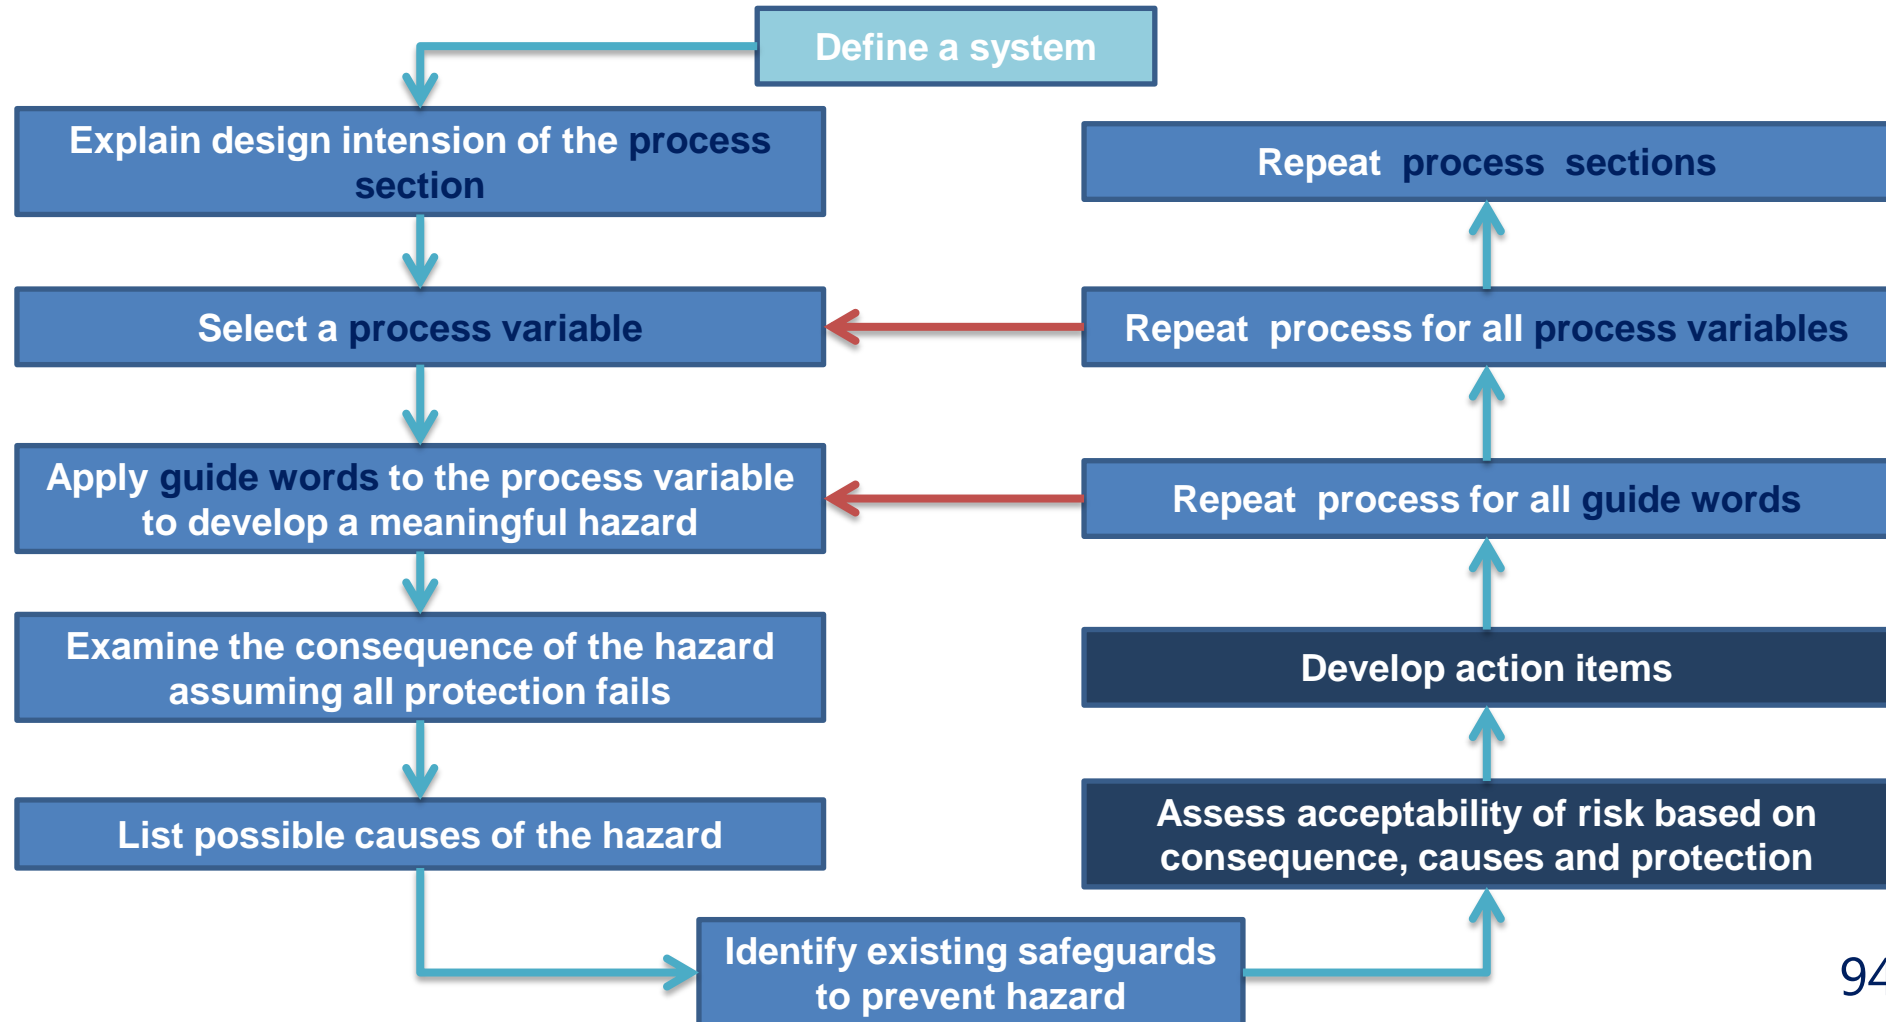 Define a system
Explain design intension of the process
section
Select a process variable
Apply guide words to the process variable
to develop a meaningful hazard
Examine the consequence of the hazard
assuming all protection fails
List possible causes of the hazard
Identify existing safeguards
to prevent hazard
Assess acceptability of risk based on
consequence, causes and protection
Develop action items
Repeat process for all guide words
Repeat process for all process variables
Repeat process sections
94